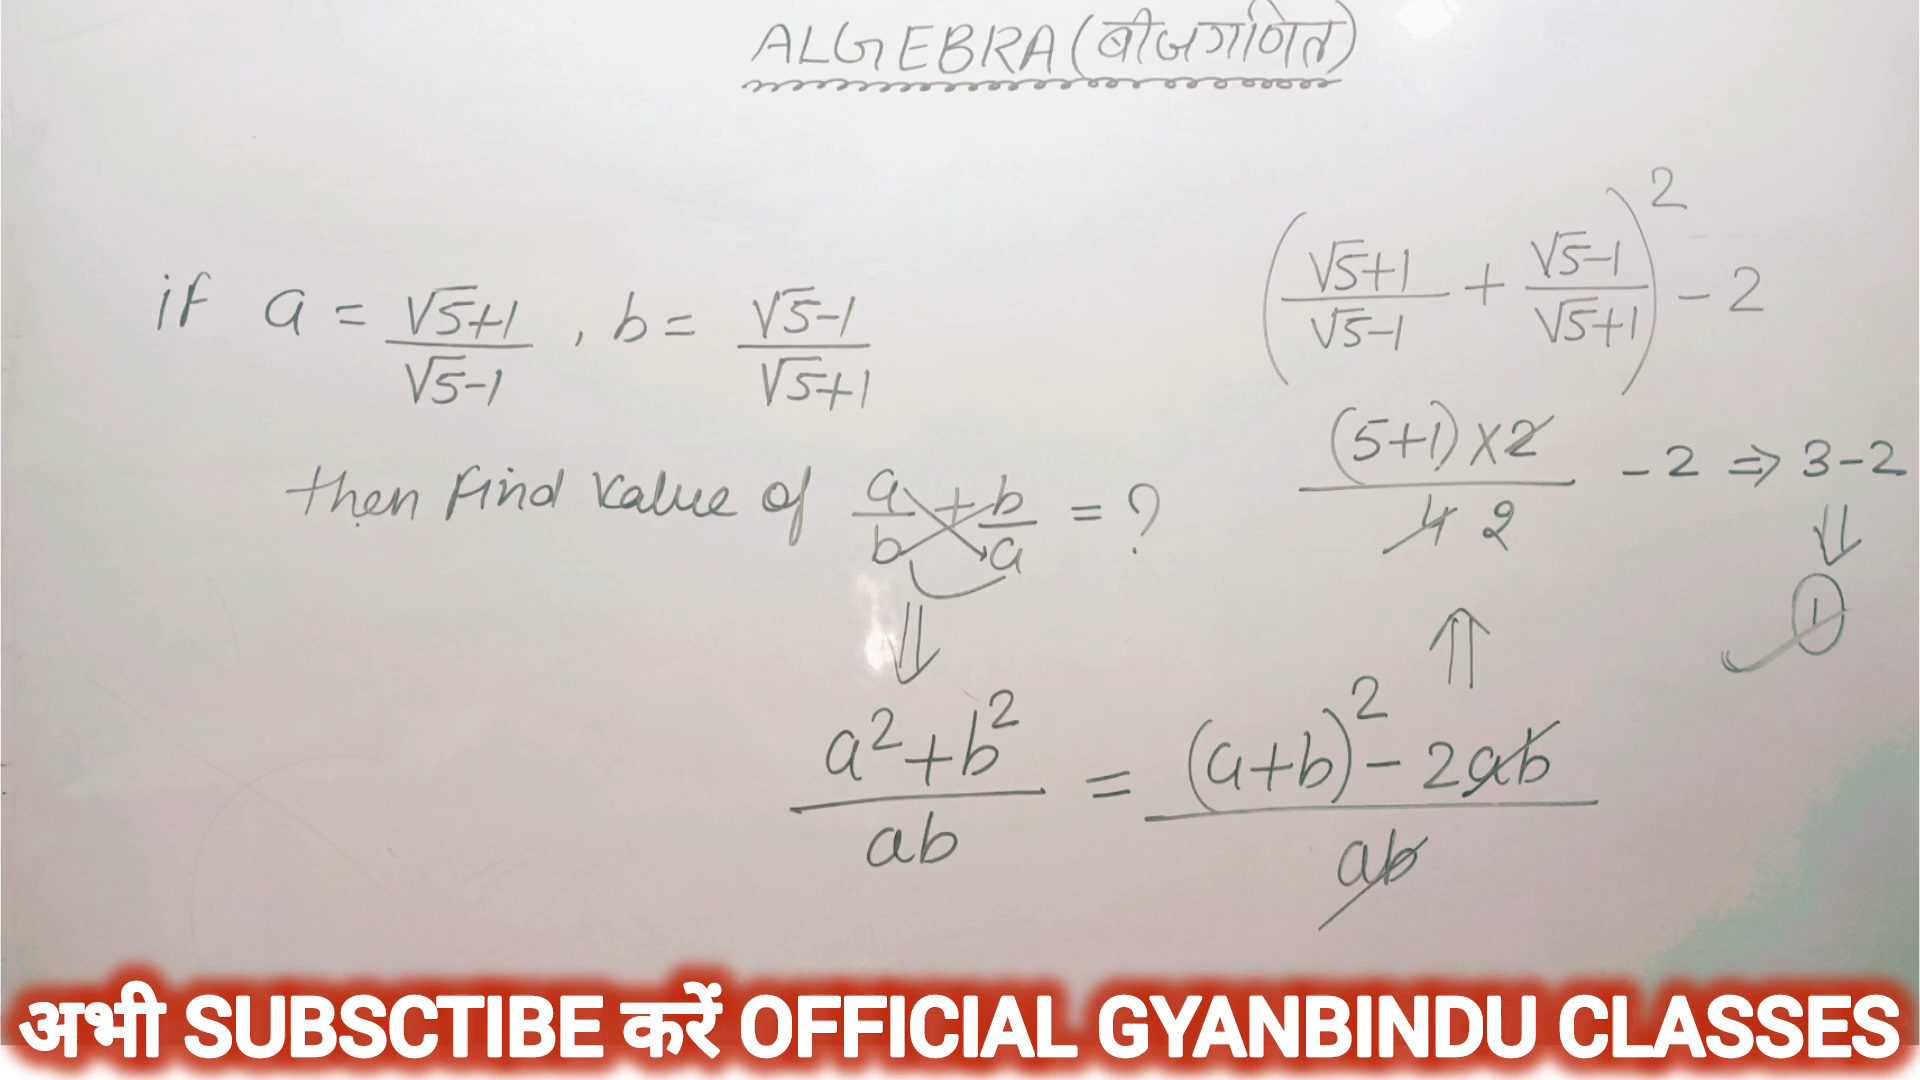 ALGEBRA (बीजगणित)
if a = (√5+1)/(√5-1) , b = (√5-1)/(√5+1)
then find value of a/b + b/a = ?
⇓
(a²+b²)/ab = ((a+b)² - 2ab)/ab
⇑
((√5+1)/(√5-1) + (√5-1)/(√5+1))² - 2
((5+1)×2)/4 2 - 2 ⇒ 3-2
⇓
1
अभी SUBSCTIBE करें OFFICIAL GYANBINDU CLASSES